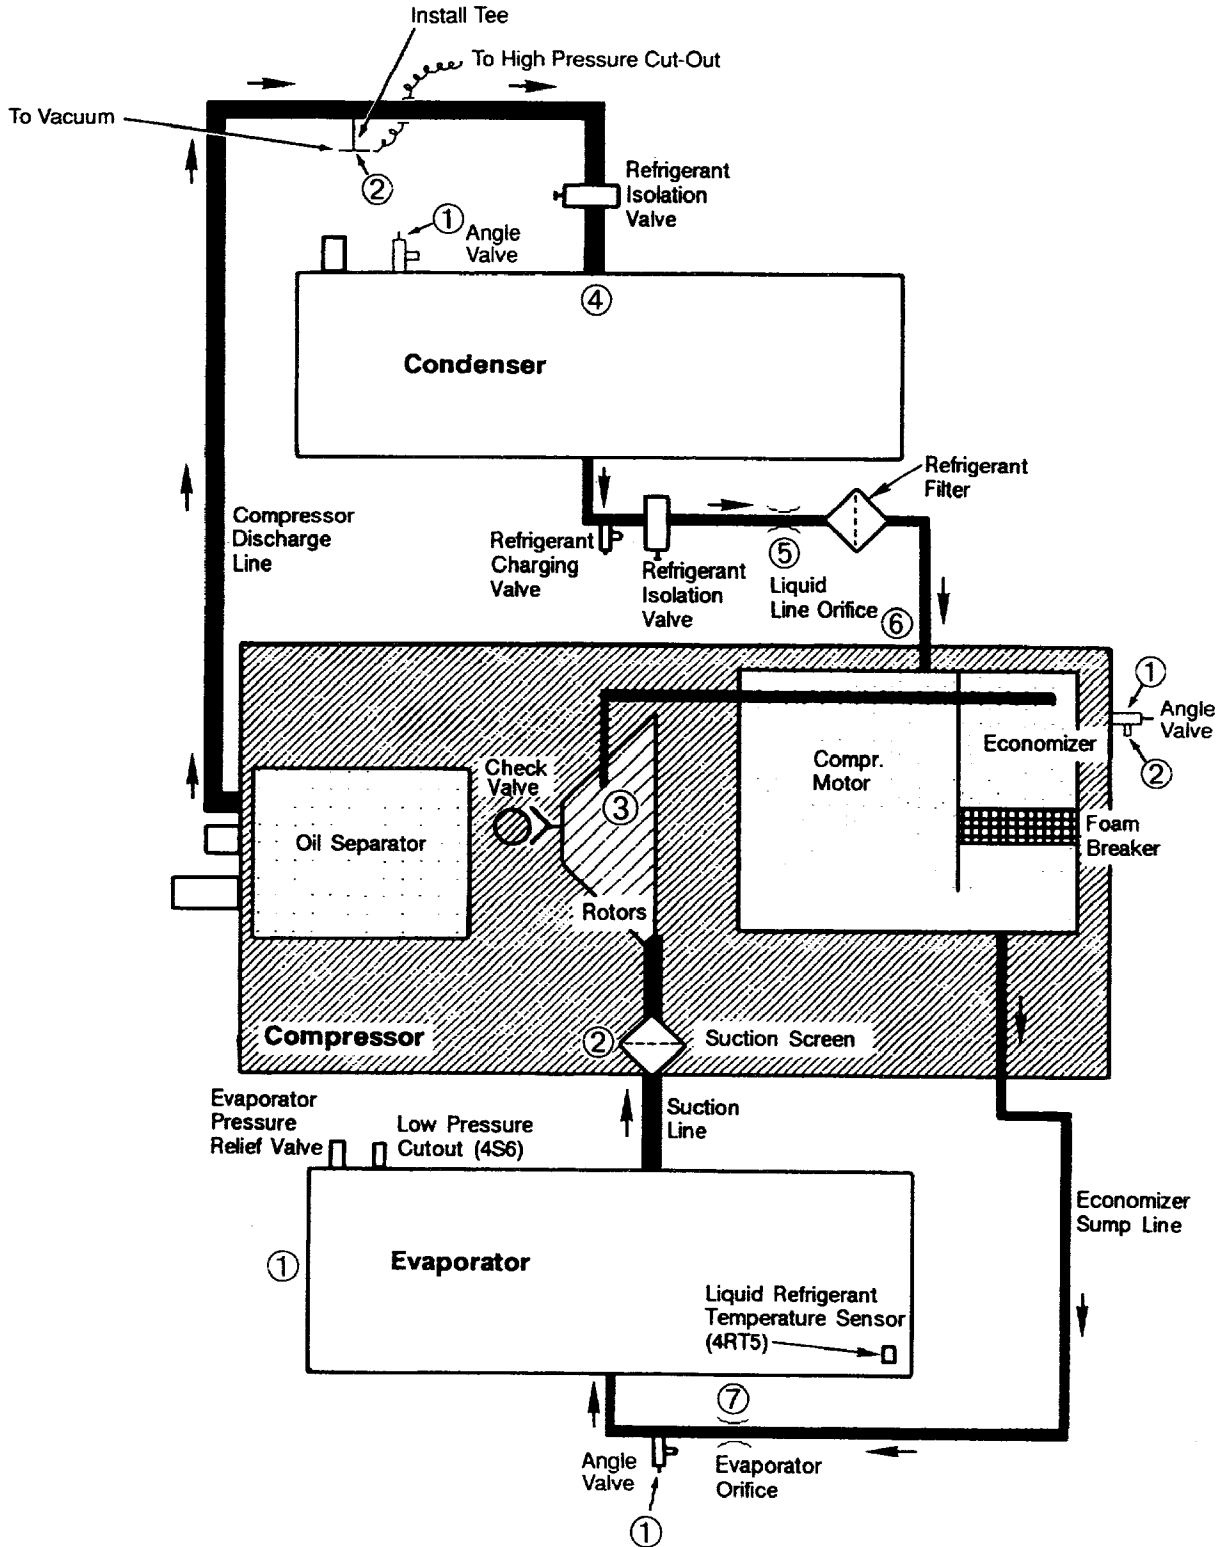 Install Tee
To High Pressure Cut-Out
To Vacuum
②
Refrigerant
Isolation
Valve
①
Angle
Valve
④
Condenser
Refrigerant
Filter
Compressor
Discharge
Line
Refrigerant
Charging
Valve
Refrigerant
Isolation
Valve
⑤
Liquid
Line Orifice
⑥
①
Angle
Valve
②
Economizer
Compr.
Motor
Check
Valve
③
Foam
Breaker
Oil Separator
Rotors
Compressor
②
Suction Screen
Evaporator
Pressure
Relief Valve
Low Pressure
Cutout (4S6)
Suction
Line
Economizer
Sump Line
①
Evaporator
Liquid Refrigerant
Temperature Sensor
(4RT5)
⑦
Angle
Valve
Evaporator
Orifice
①